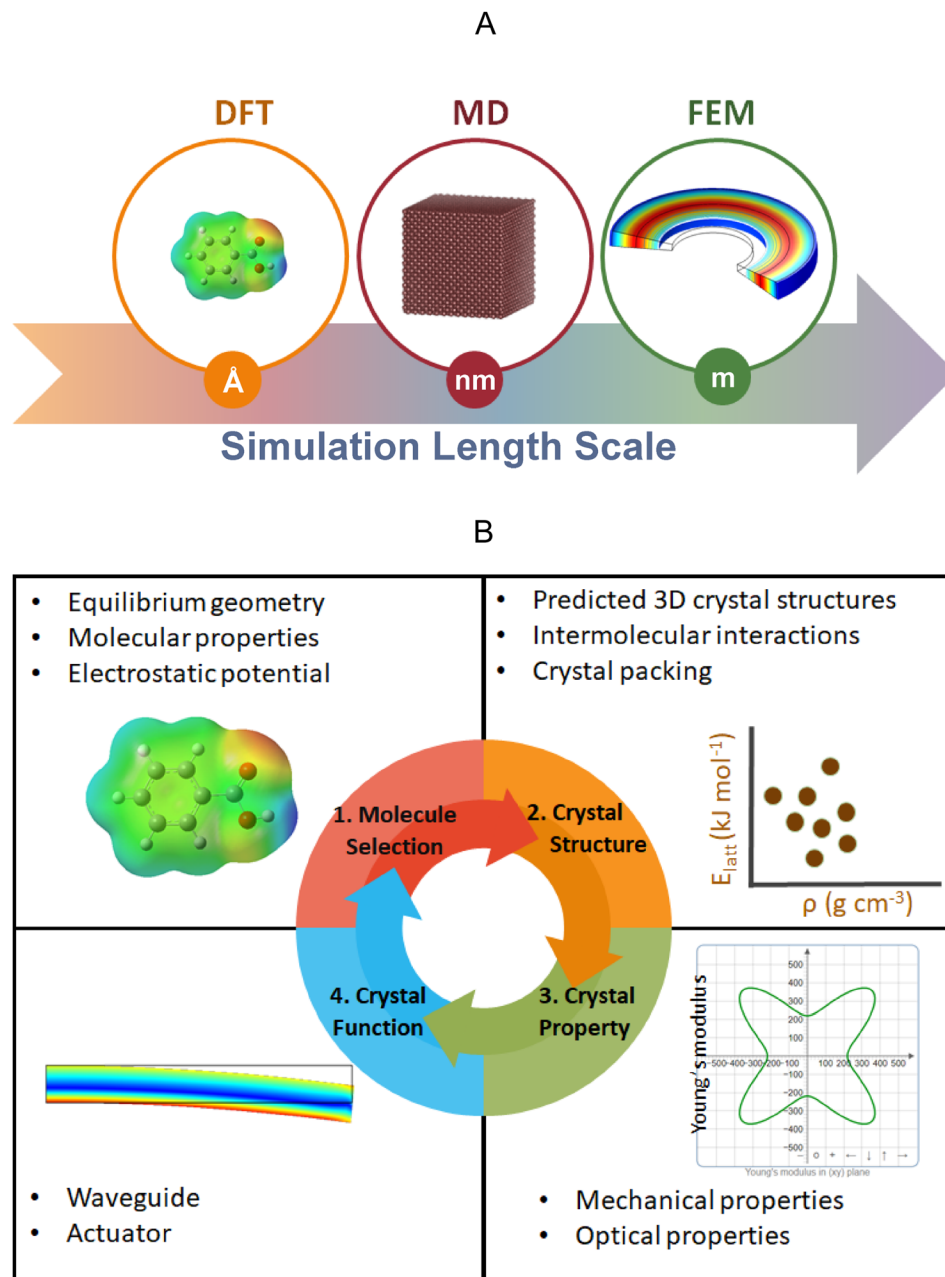 A
DFT
MD
FEM
Å
nm
m
Simulation Length Scale
B
• Equilibrium geometry
• Molecular properties
• Electrostatic potential
• Predicted 3D crystal structures
• Intermolecular interactions
• Crystal packing
1. Molecule
Selection
2. Crystal
Structure
3. Crystal
Property
4. Crystal
Function
E_latt (kJ mol⁻¹)
ρ (g cm⁻³)
Young's modulus
500
400
300
200
100
-500 -400 -300 -200 -100
100 200 300 400 500
-100
-200
-300
-400
-500
− o + ← ↓ ↑ →
Young's modulus in (xy) plane
• Waveguide
• Actuator
• Mechanical properties
• Optical properties